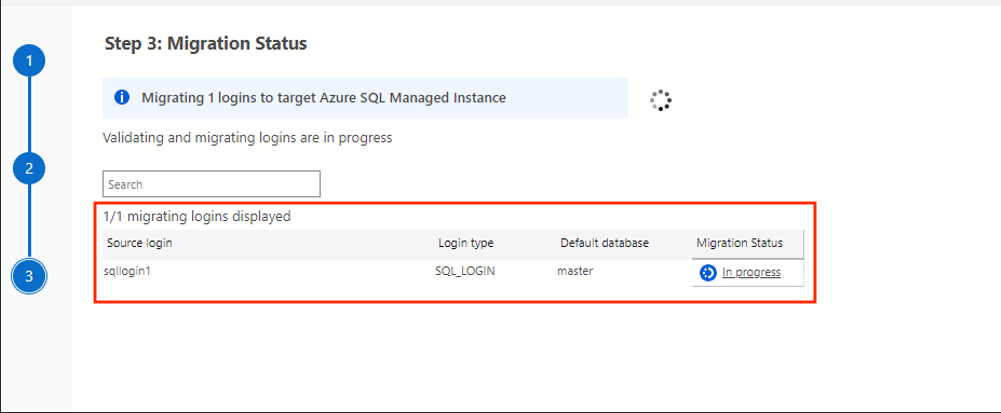 Step 3: Migration Status
1
Migrating 1 logins to target Azure SQL Managed Instance
Validating and migrating logins are in progress
2
Search
1/1 migrating logins displayed
Source login Login type Default database Migration Status
3
sqllogin1 SQL_LOGIN master In progress